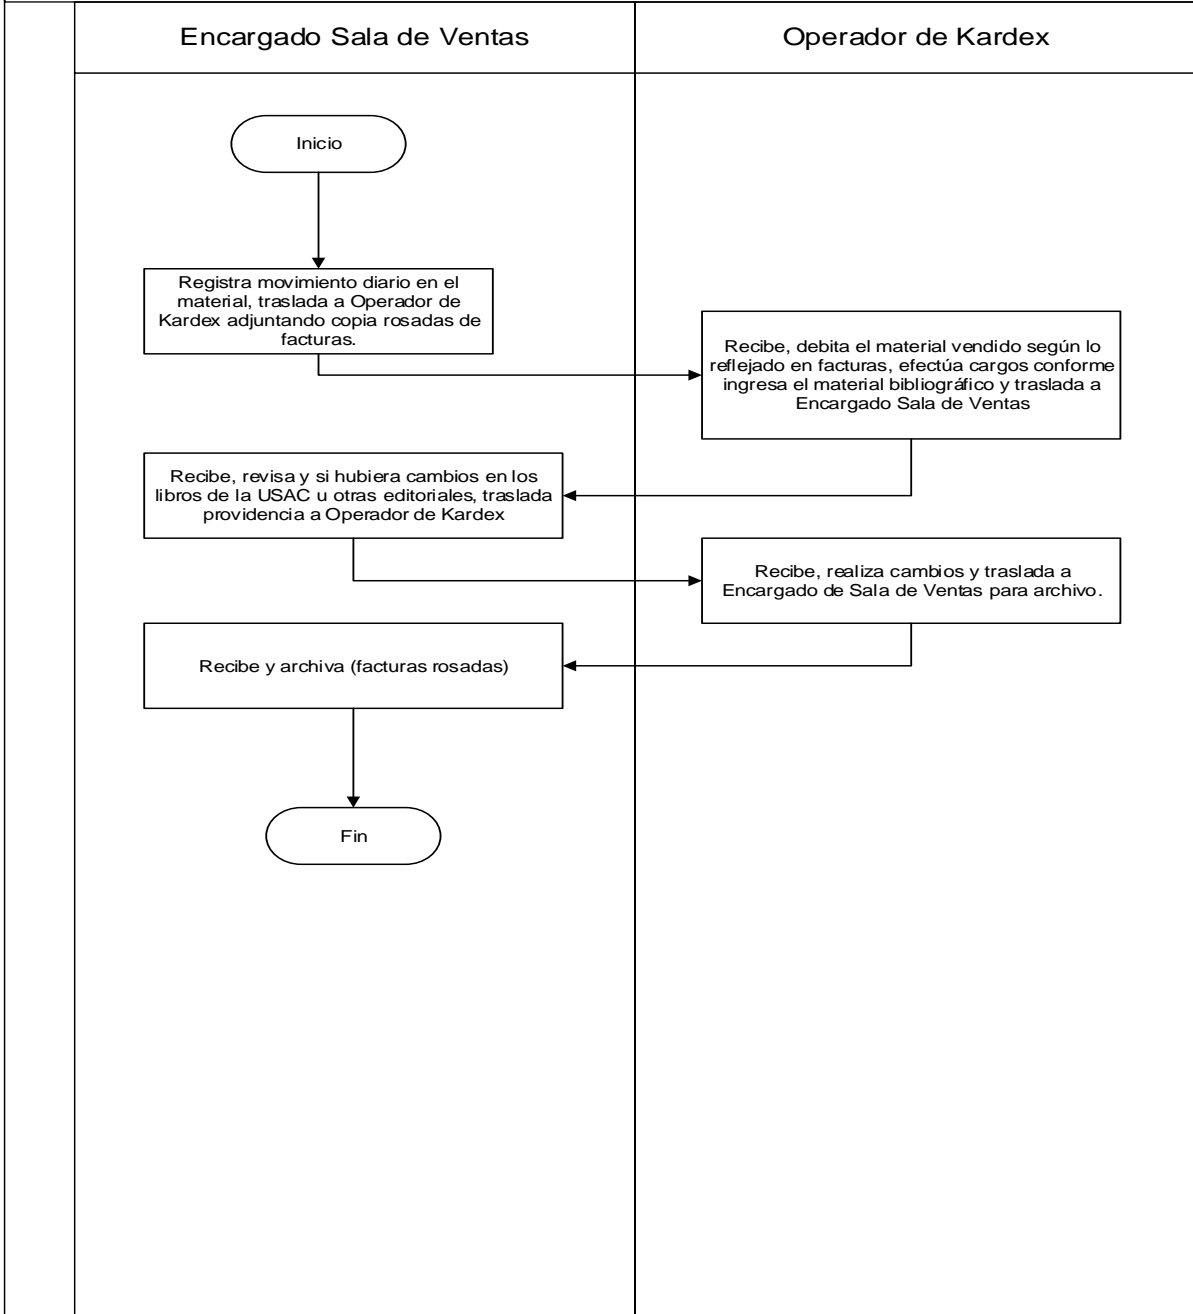 Encargado Sala de Ventas
Operador de Kardex
Inicio
Registra movimiento diario en el
material, traslada a Operador de
Kardex adjuntando copia rosadas de
facturas.
Recibe, debita el material vendido según lo
reflejado en facturas, efectúa cargos conforme
ingresa el material bibliográfico y traslada a
Encargado Sala de Ventas
Recibe, revisa y si hubiera cambios en los
libros de la USAC u otras editoriales, traslada
providencia a Operador de Kardex
Recibe, realiza cambios y traslada a
Encargado de Sala de Ventas para archivo.
Recibe y archiva (facturas rosadas)
Fin